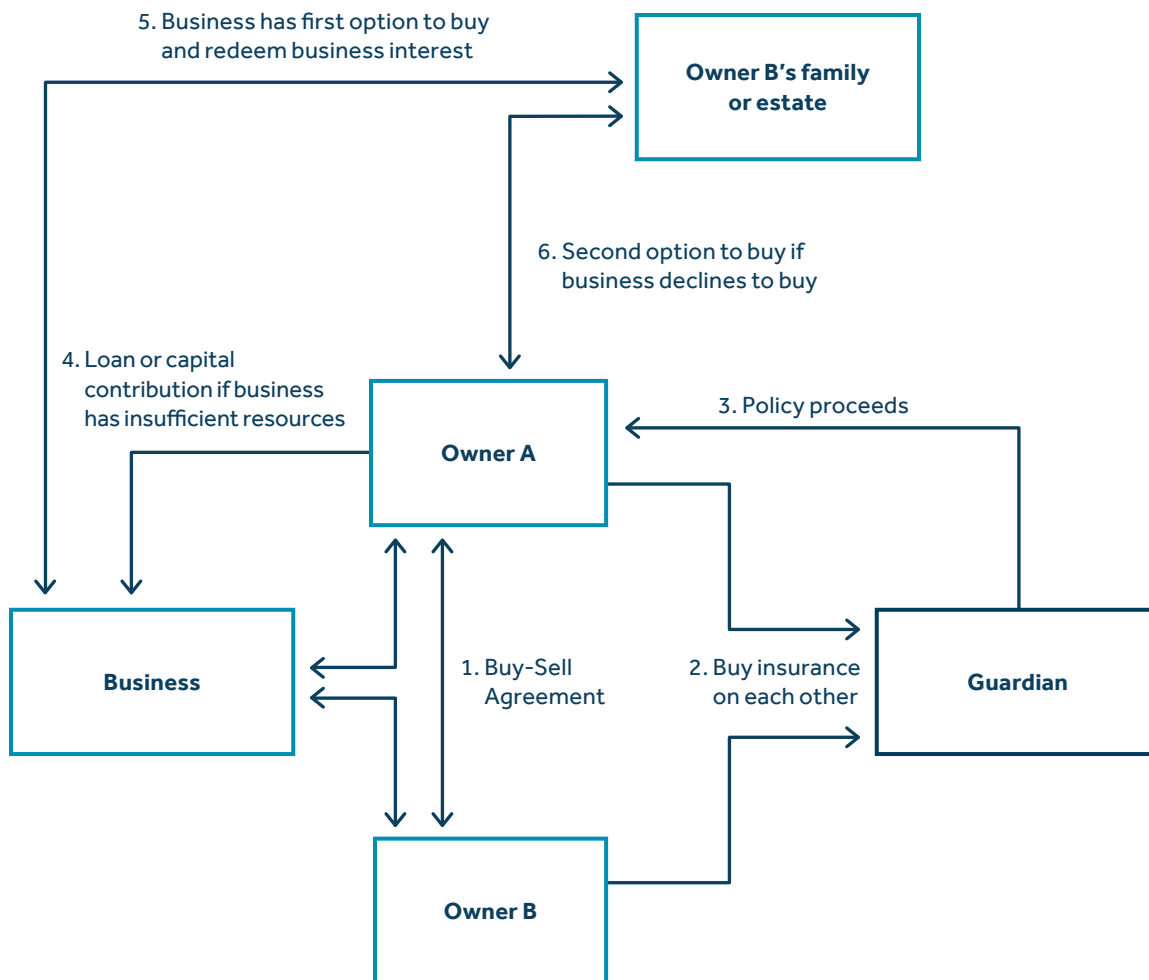 5. Business has first option to buy
and redeem business interest
Owner B’s family
or estate
6. Second option to buy if
business declines to buy
4. Loan or capital
contribution if business
has insufficient resources
3. Policy proceeds
Owner A
Business
1. Buy-Sell
Agreement
2. Buy insurance
on each other
Guardian
Owner B